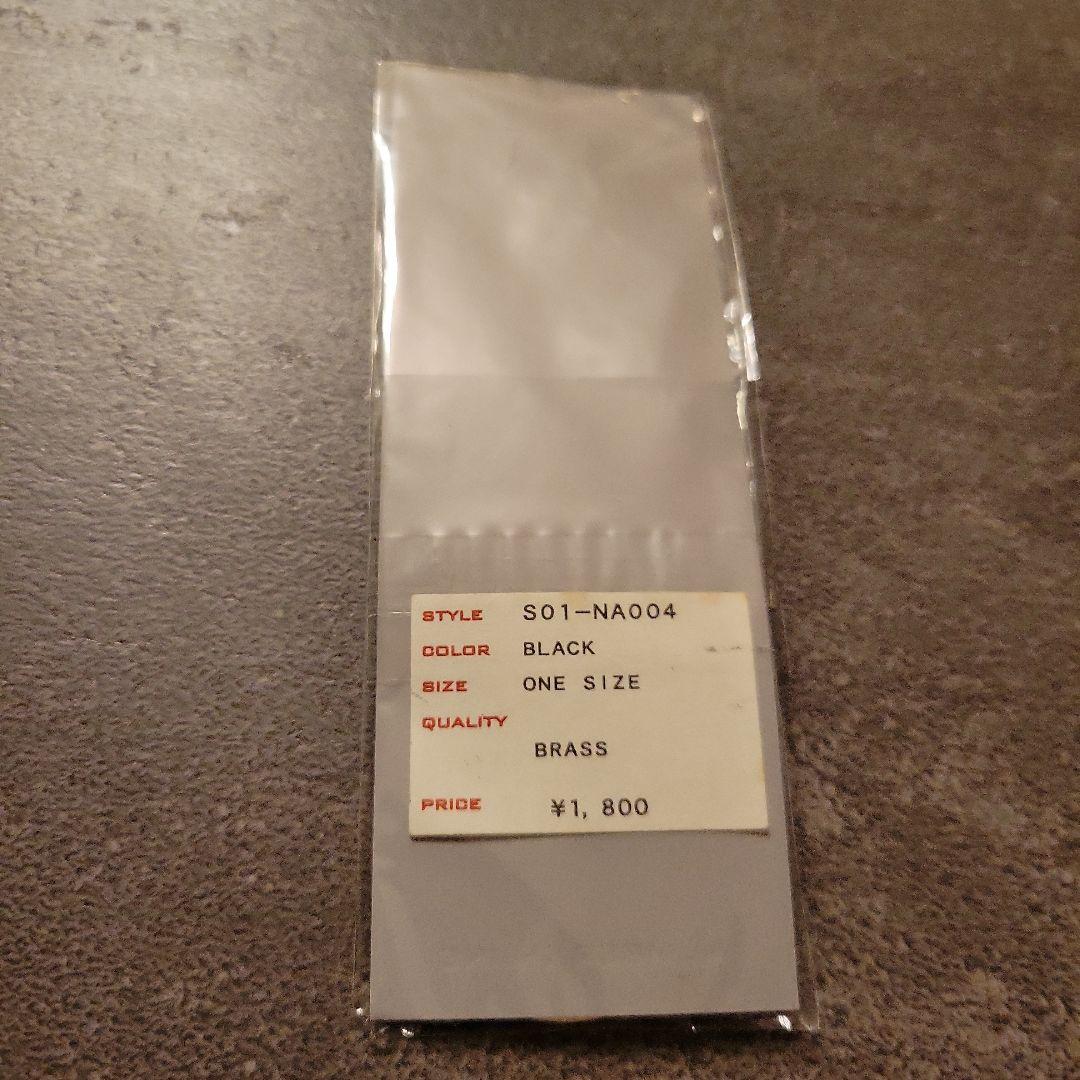 STYLE S01-NA004
COLOR BLACK
SIZE ONE SIZE
QUALITY
BRASS
PRICE ¥1, 800